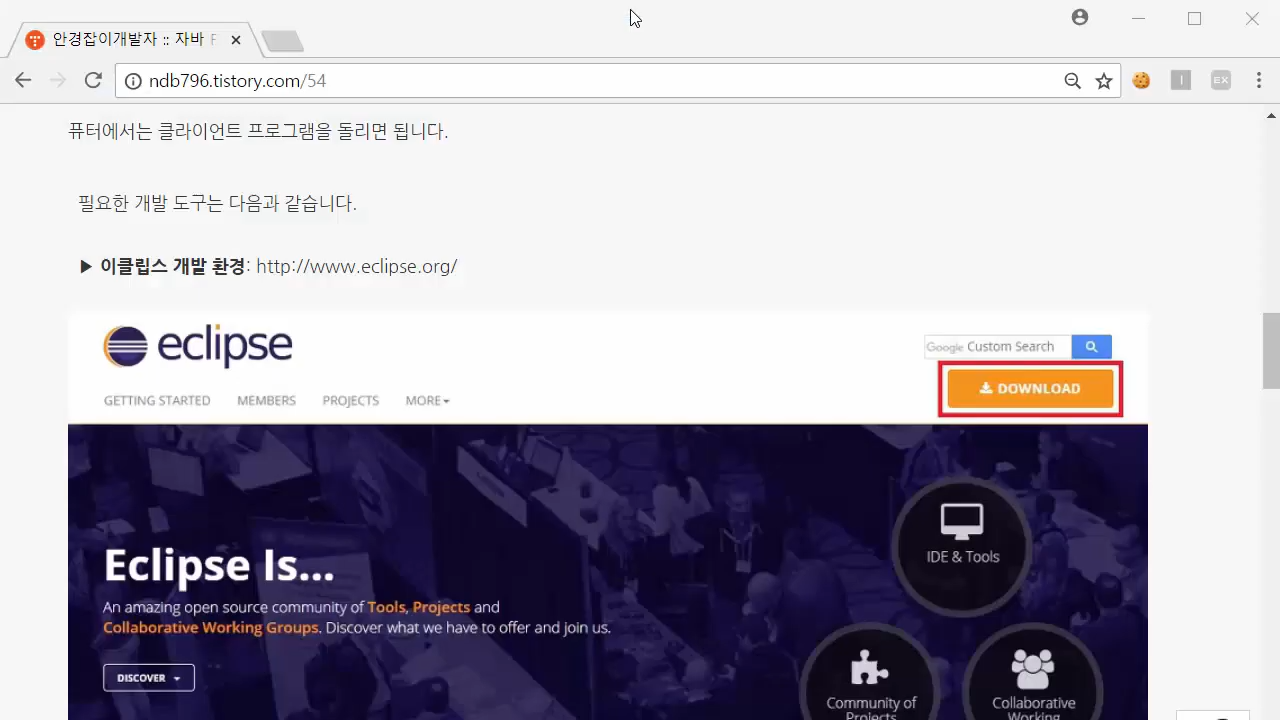 안경잡이개발자 :: 자바
ndb796.tistory.com/54
EX
퓨터에서는 클라이언트 프로그램을 돌리면 됩니다.
필요한 개발 도구는 다음과 같습니다.
▶ 이클립스 개발 환경: http://www.eclipse.org/
eclipse
Google Custom Search
DOWNLOAD
GETTING STARTED MEMBERS PROJECTS MORE
IDE & Tools
Eclipse Is...
An amazing open source community of Tools, Projects and
Collaborative Working Groups. Discover what we have to offer and join us.
DISCOVER
Community of
Projects
Collaborative
Working